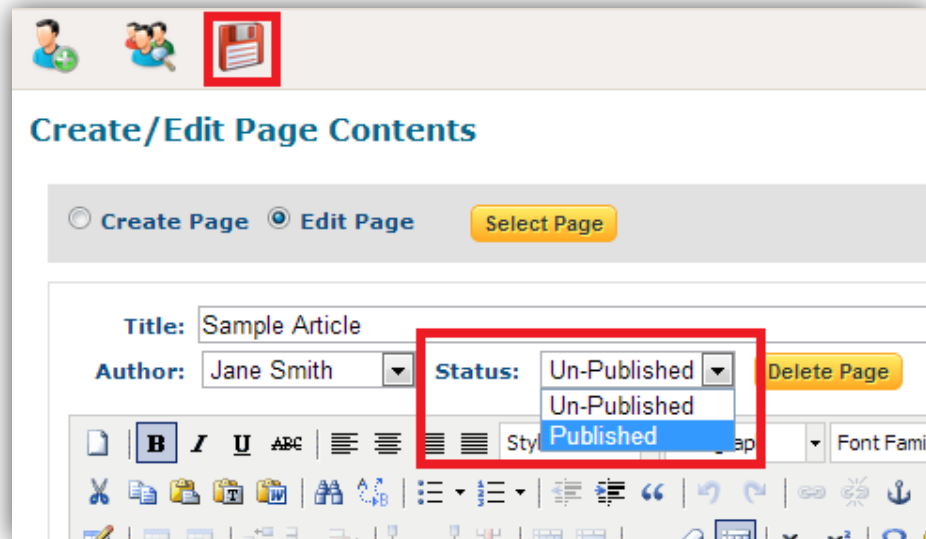 Create/Edit Page Contents
Create Page Edit Page Select Page
Title: Sample Article
Author: Jane Smith Status: Un-Published Delete Page
Un-Published
Published
B I U ABC Font Fami